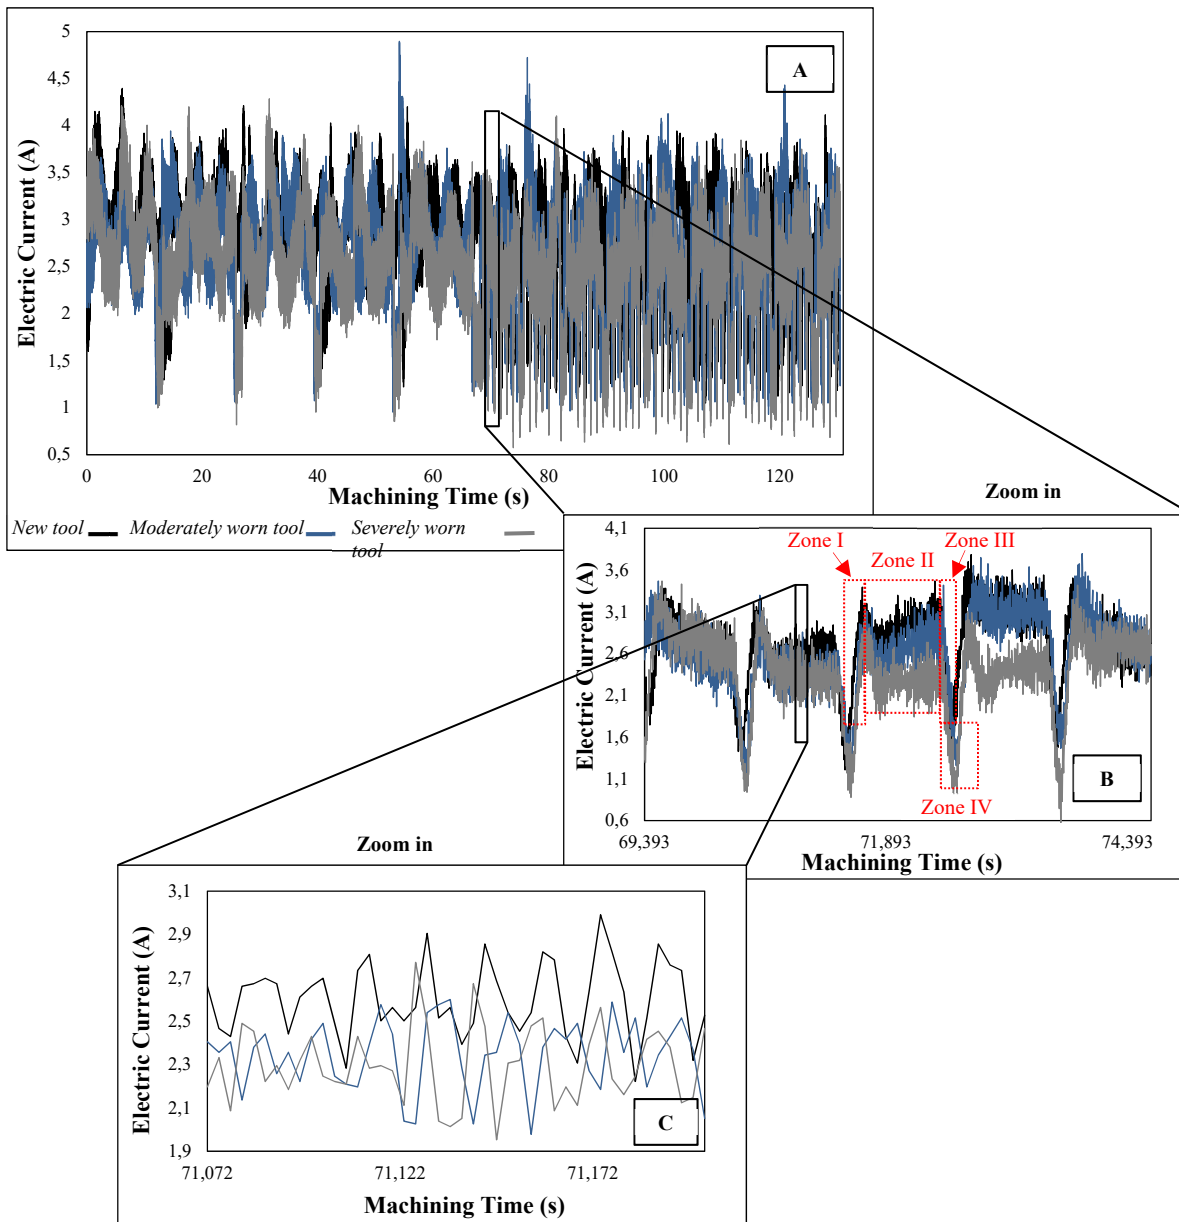 A
5
4,5
4
3,5
3
2,5
2
1,5
1
0,5
Electric Current (A)
0 20 40 60 80 100 120
Machining Time (s)
New tool Moderately worn tool Severely worn
tool
Zoom in
4,1
3,6
3,1
2,6
2,1
1,6
1,1
0,6
Electric Current (A)
Zone I Zone II Zone III
Zone IV
B
69,393 71,893 74,393
Machining Time (s)
Zoom in
3,1
2,9
2,7
2,5
2,3
2,1
1,9
Electric Current (A)
C
71,072 71,122 71,172
Machining Time (s)